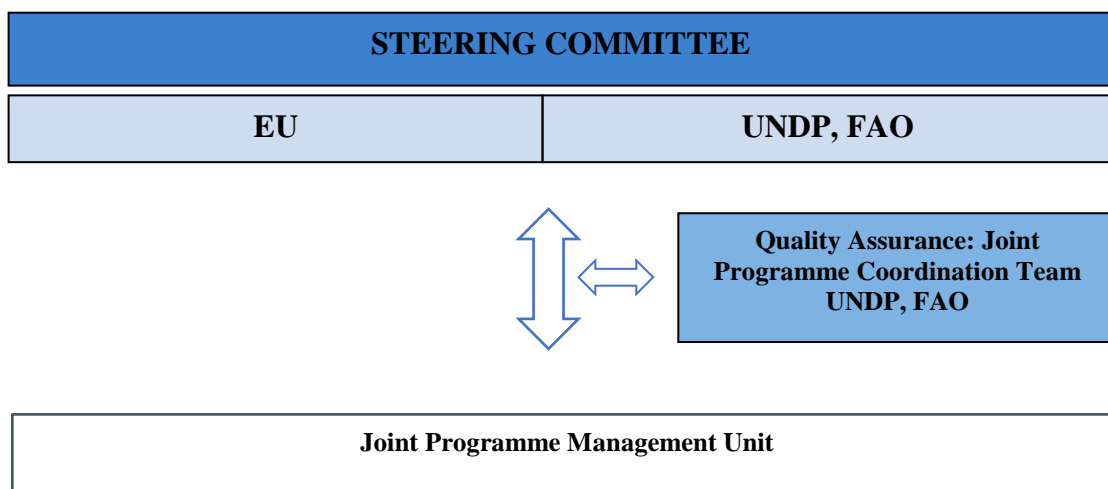 STEERING COMMITTEE
EU
UNDP, FAO
Quality Assurance: Joint
Programme Coordination Team
UNDP, FAO
Joint Programme Management Unit